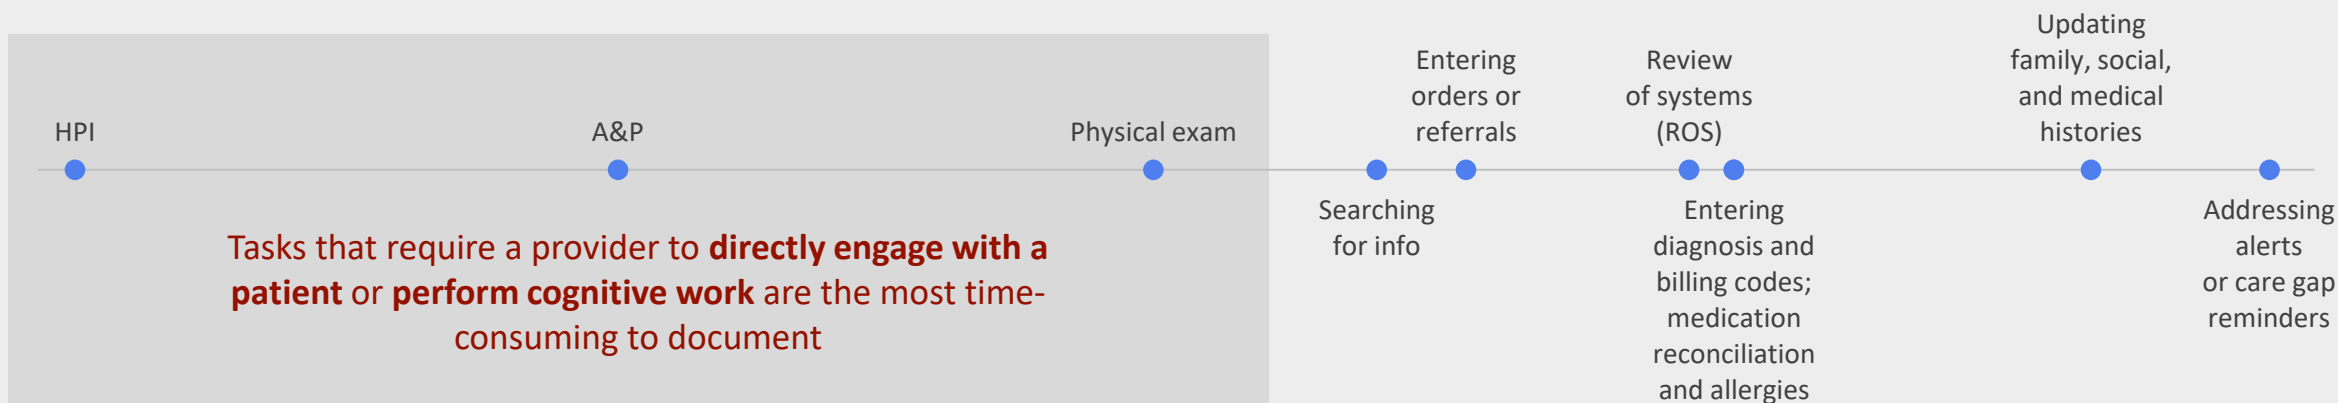 HPI
A&P
Physical exam
Searching
for info
Entering
orders or
referrals
Review
of systems
(ROS)
Entering
diagnosis and
billing codes;
medication
reconciliation
and allergies
Updating
family, social,
and medical
histories
Addressing
alerts
or care gap
reminders
Tasks that require a provider to directly engage with a
patient or perform cognitive work are the most time-
consuming to document